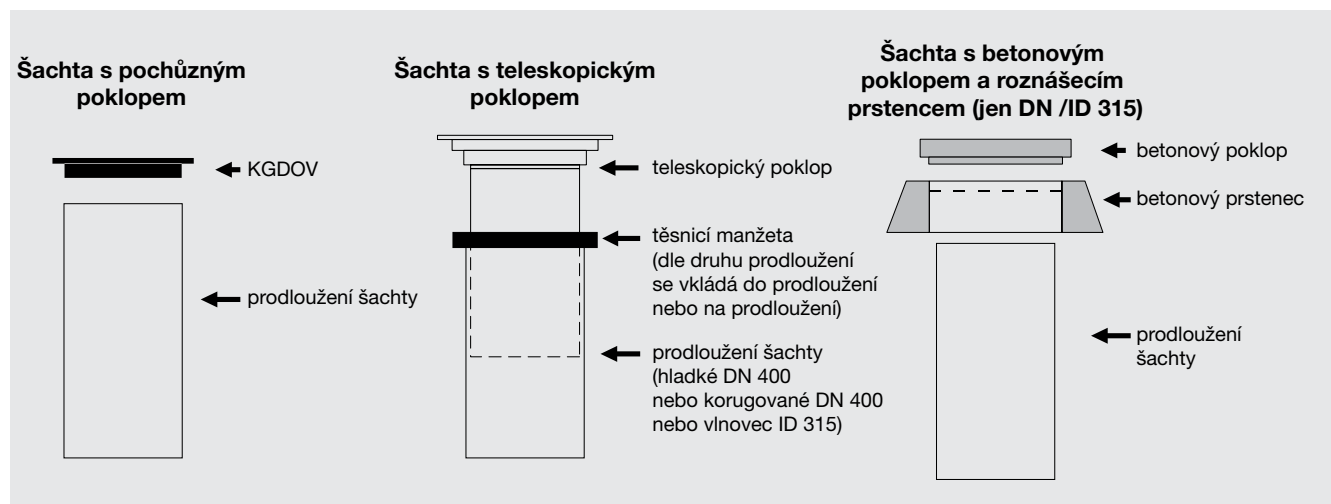 Šachta s pochůzným
poklopem
KGDOV
prodloužení šachty
Šachta s teleskopickým
poklopem
teleskopický poklop
těsnicí manžeta
(dle druhu prodloužení
se vkládá do prodloužení
nebo na prodloužení)
prodloužení šachty
(hladké DN 400
nebo korugované DN 400
nebo vlnovec ID 315)
Šachta s betonovým
poklopem a roznášecím
prstencem (jen DN /ID 315)
betonový poklop
betonový prstenec
prodloužení
šachty